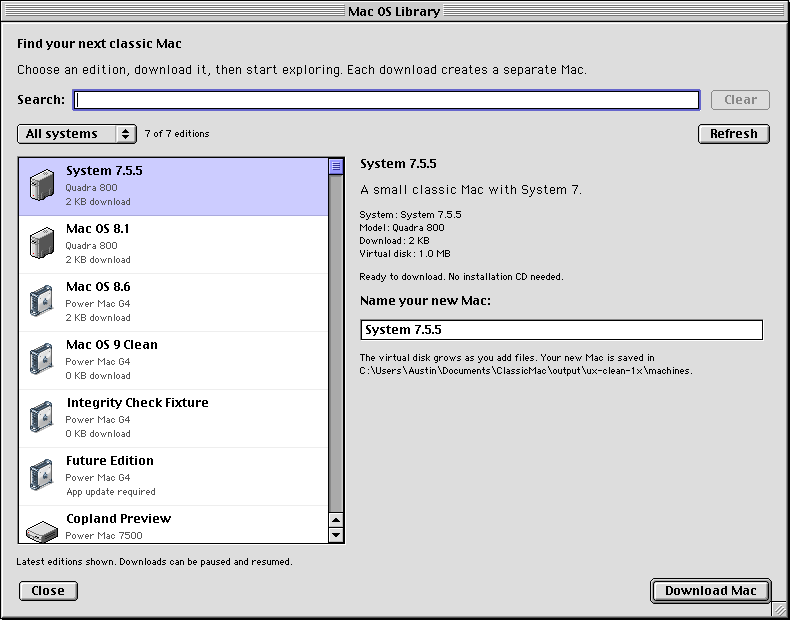 Mac OS Library
Find your next classic Mac
Choose an edition, download it, then start exploring. Each download creates a separate Mac.
Search:
Clear
All systems
7 of 7 editions
Refresh
System 7.5.5
Quadra 800
2 KB download
Mac OS 8.1
Quadra 800
2 KB download
Mac OS 8.6
Power Mac G4
2 KB download
Mac OS 9 Clean
Power Mac G4
0 KB download
Integrity Check Fixture
Power Mac G4
0 KB download
Future Edition
Power Mac G4
App update required
Copland Preview
Power Mac 7500
System 7.5.5
A small classic Mac with System 7.
System: System 7.5.5
Model: Quadra 800
Download: 2 KB
Virtual disk: 1.0 MB
Ready to download. No installation CD needed.
Name your new Mac:
System 7.5.5
The virtual disk grows as you add files. Your new Mac is saved in
C:\Users\Austin\Documents\ClassicMac\output\ux-clean-1x\machines.
Latest editions shown. Downloads can be paused and resumed.
Close
Download Mac